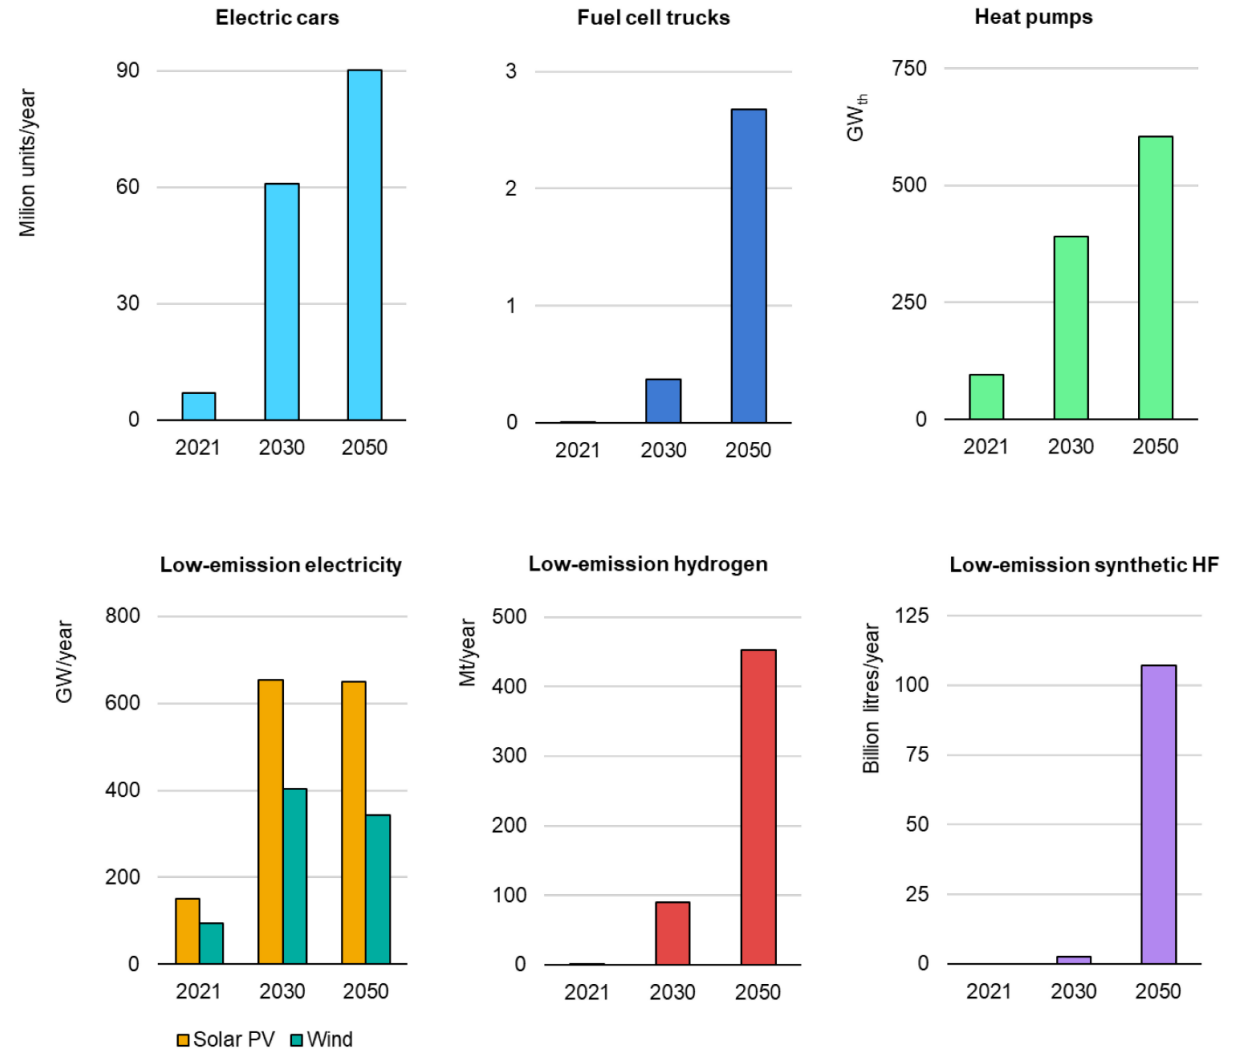 Electric cars
Milion units/year
90
60
30
0
2021 2030 2050
Fuel cell trucks
3
2
1
0
2021 2030 2050
Heat pumps
GWth
750
500
250
0
2021 2030 2050
Low-emission electricity
GW/year
800
600
400
200
0
2021 2030 2050
Solar PV Wind
Low-emission hydrogen
Mt/year
500
400
300
200
100
0
2021 2030 2050
Low-emission synthetic HF
Billion litres/year
125
100
75
50
25
0
2021 2030 2050